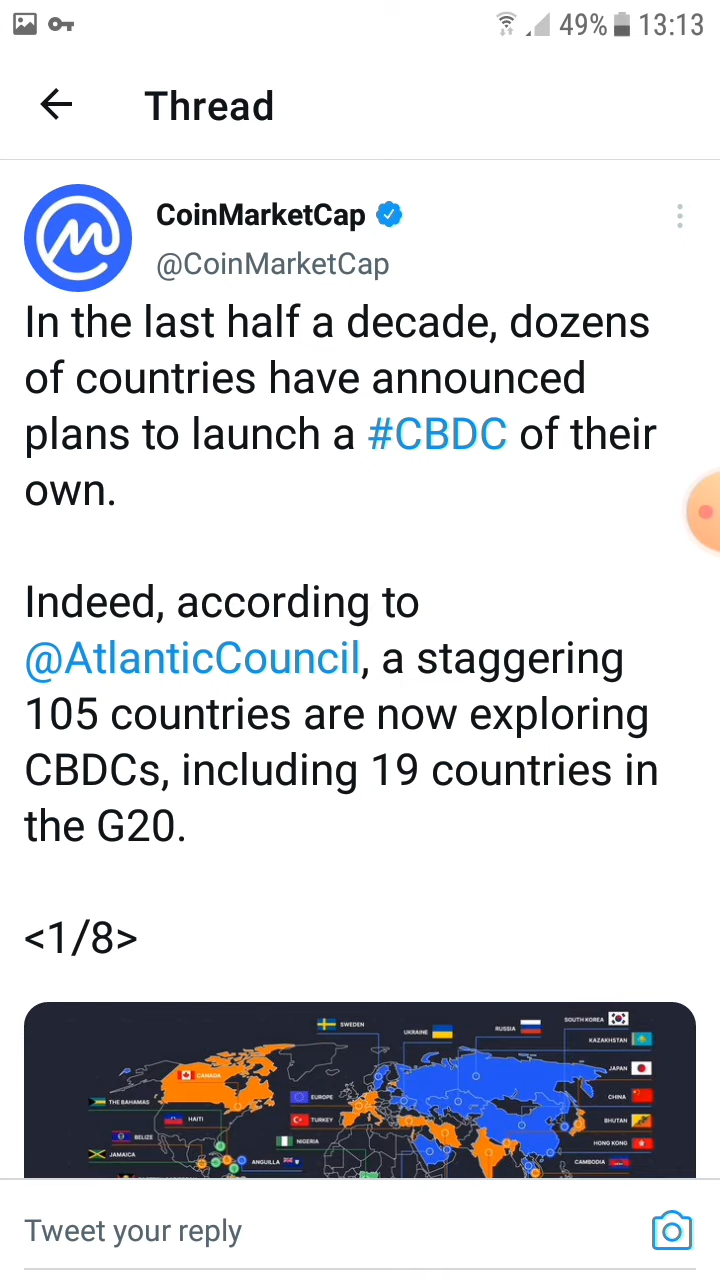 49% 13:13
Thread
CoinMarketCap
@CoinMarketCap
In the last half a decade, dozens
of countries have announced
plans to launch a #CBDC of their
own.
Indeed, according to
@AtlanticCouncil, a staggering
105 countries are now exploring
CBDCs, including 19 countries in
the G20.
<1/8>
SWEDEN
UKRAINE
RUSSIA
SOUTH KOREA
KAZAKHSTAN
CANADA
JAPAN
THE BAHAMAS
EUROPE
CHINA
HAITI
TURKEY
BHUTAN
BELIZE
NIGERIA
HONG KONG
JAMAICA
ANGUILLA
CAMBODIA
Tweet your reply